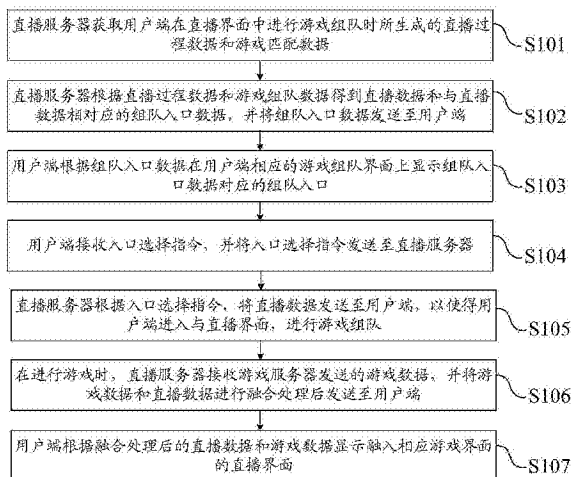 直播服务器获取用户端在直播界面中进行游戏组队时所生成的直播过
程数据和游戏匹配数据
S101
直播服务器根据直播过程数据和游戏组队数据得到直播数据和与直播
数据相对应的组队入口数据，并将组队入口数据发送至用户端
S102
用户端根据组队入口数据在用户端相应的游戏组队界面上显示组队入
口数据对应的组队入口
S103
用户端接收入口选择指令，并将入口选择指令发送至直播服务器
S104
直播服务器根据入口选择指令，将直播数据发送至用户端，以使得用
户端进入与直播界面，进行游戏组队
S105
在进行游戏时，直播服务器接收游戏服务器发送的游戏数据，并将游
戏数据和直播数据进行融合处理后发送至用户端
S106
用户端根据融合处理后的直播数据和游戏数据显示融入相应游戏界面
的直播界面
S107